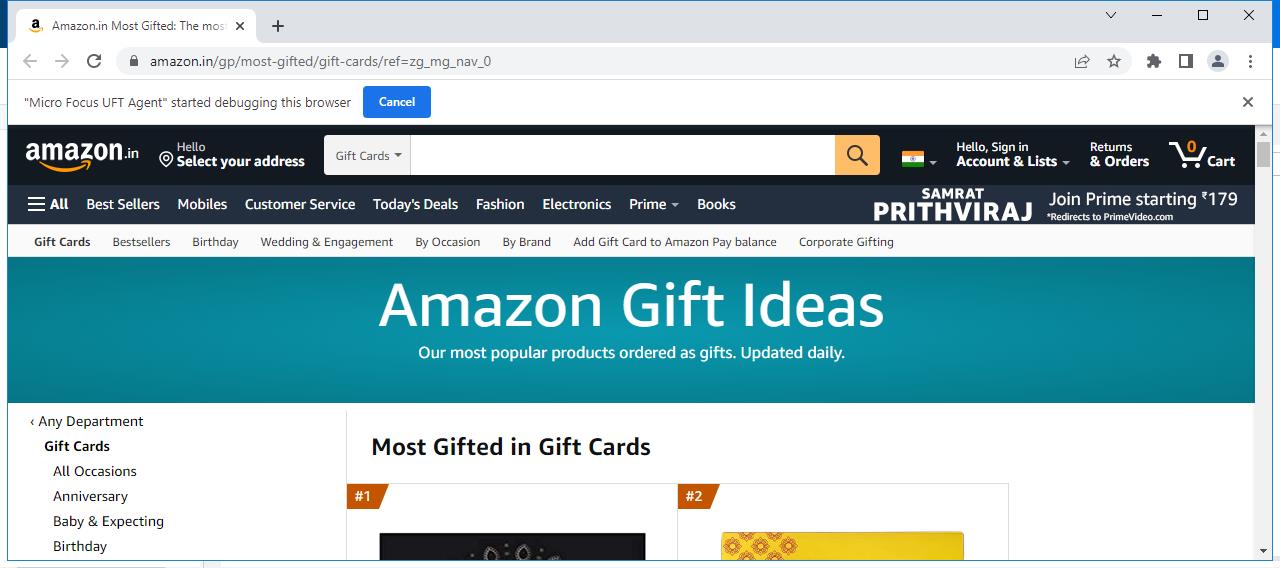 Amazon.in Most Gifted: The mos
amazon.in/gp/most-gifted/gift-cards/ref=zg_mg_nav_0
"Micro Focus UFT Agent" started debugging this browser Cancel
amazon.in
Hello
Select your address
Gift Cards
Hello, Sign in
Account & Lists
Returns
& Orders
0
Cart
All Best Sellers Mobiles Customer Service Today's Deals Fashion Electronics Prime Books
SAMRAT
PRITHVIRAJ
Join Prime starting ₹179
*Redirects to PrimeVideo.com
Gift Cards Bestsellers Birthday Wedding & Engagement By Occasion By Brand Add Gift Card to Amazon Pay balance Corporate Gifting
Amazon Gift Ideas
Our most popular products ordered as gifts. Updated daily.
‹ Any Department
Gift Cards
All Occasions
Anniversary
Baby & Expecting
Birthday
Most Gifted in Gift Cards
#1
#2